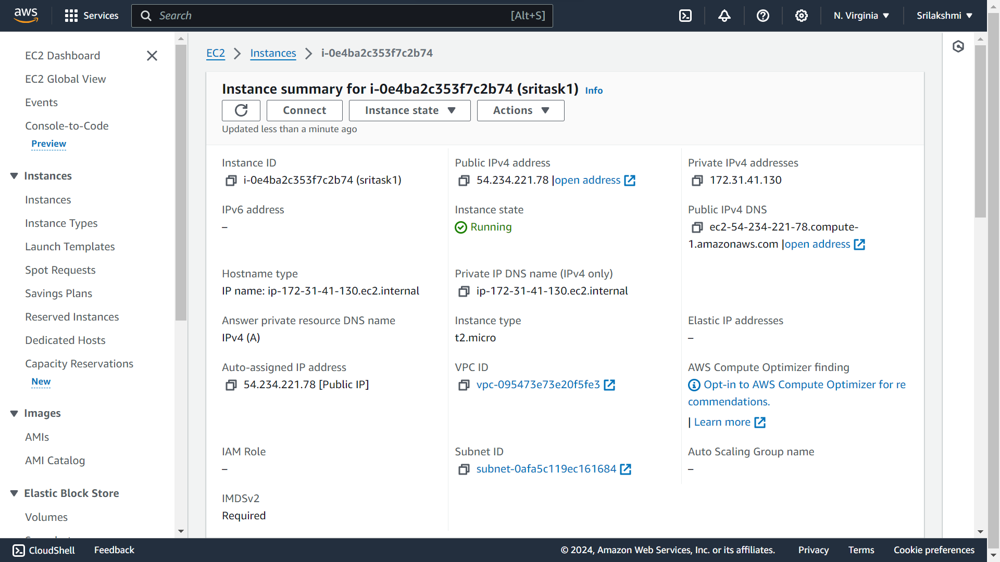 aws
Services
Search
[Alt+S]
N. Virginia
Srilakshmi
EC2 Dashboard
EC2 Global View
Events
Console-to-Code
Preview
Instances
Instances
Instance Types
Launch Templates
Spot Requests
Savings Plans
Reserved Instances
Dedicated Hosts
Capacity Reservations
New
Images
AMIs
AMI Catalog
Elastic Block Store
Volumes
EC2
Instances
i-0e4ba2c353f7c2b74
Instance summary for i-0e4ba2c353f7c2b74 (sritask1) Info
Connect
Instance state
Actions
Updated less than a minute ago
Instance ID
i-0e4ba2c353f7c2b74 (sritask1)
Public IPv4 address
54.234.221.78 |open address
Private IPv4 addresses
172.31.41.130
IPv6 address
–
Instance state
Running
Public IPv4 DNS
ec2-54-234-221-78.compute-
1.amazonaws.com |open address
Hostname type
IP name: ip-172-31-41-130.ec2.internal
Private IP DNS name (IPv4 only)
ip-172-31-41-130.ec2.internal
Answer private resource DNS name
IPv4 (A)
Instance type
t2.micro
Elastic IP addresses
–
Auto-assigned IP address
54.234.221.78 [Public IP]
VPC ID
vpc-095473e73e20f5fe3
AWS Compute Optimizer finding
Opt-in to AWS Compute Optimizer for re
commendations.
| Learn more
IAM Role
–
Subnet ID
subnet-0afa5c119ec161684
Auto Scaling Group name
–
IMDSv2
Required
CloudShell
Feedback
© 2024, Amazon Web Services, Inc. or its affiliates.
Privacy
Terms
Cookie preferences